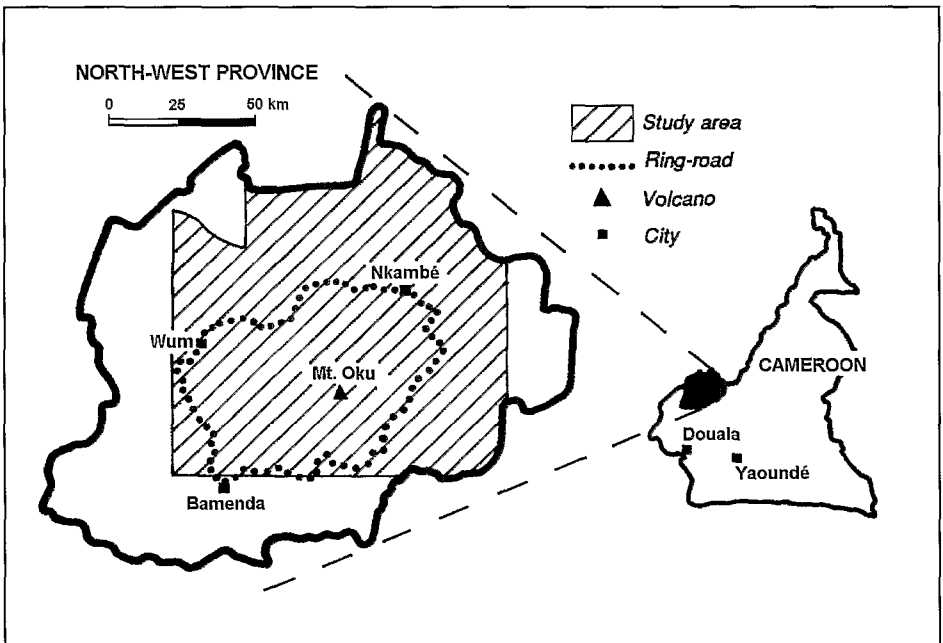 NORTH-WEST PROVINCE
0 25 50 km
Study area
Ring-road
Volcano
City
Nkambé
Wum
Mt. Oku
Bamenda
CAMEROON
Douala
Yaoundé